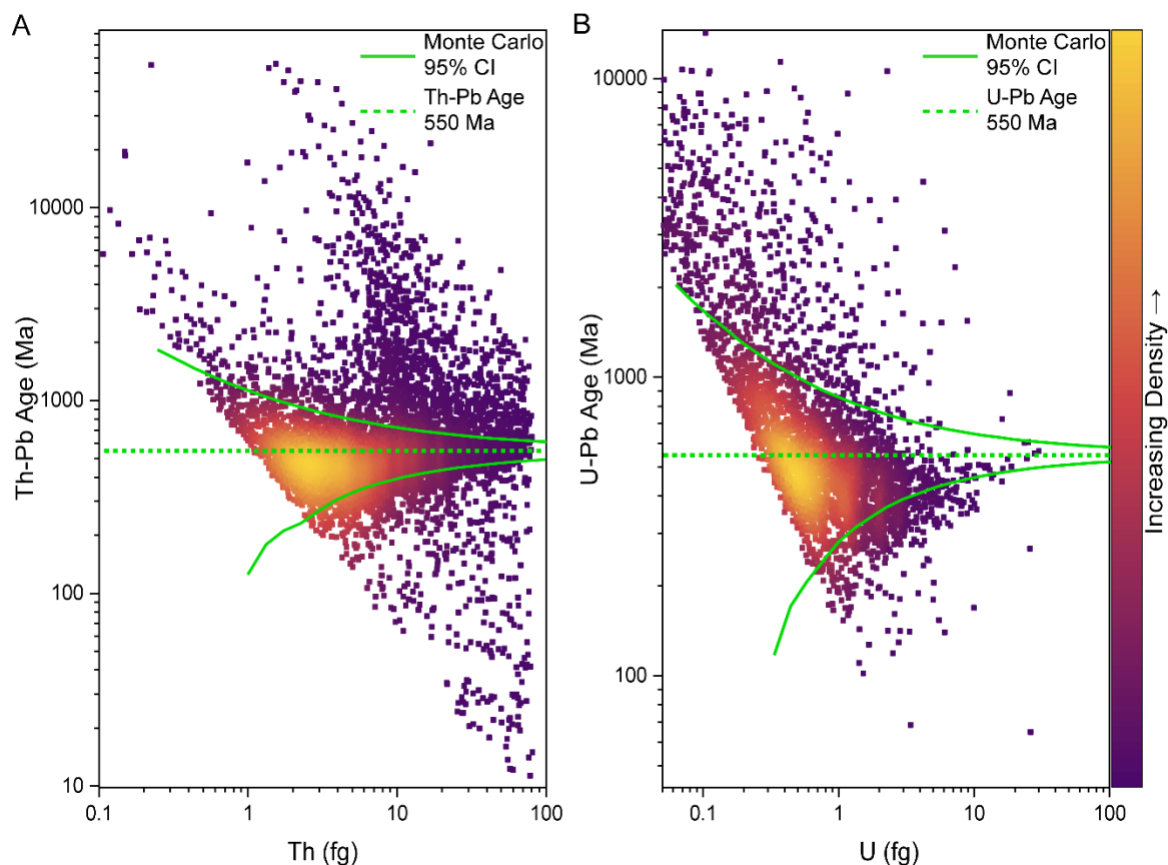 A
Monte Carlo
95% CI
Th-Pb Age
550 Ma
Th-Pb Age (Ma)
10000
1000
100
10
0.1
1
10
100
Th (fg)
B
Monte Carlo
95% CI
U-Pb Age
550 Ma
U-Pb Age (Ma)
10000
1000
100
0.1
1
10
100
U (fg)
Increasing Density →